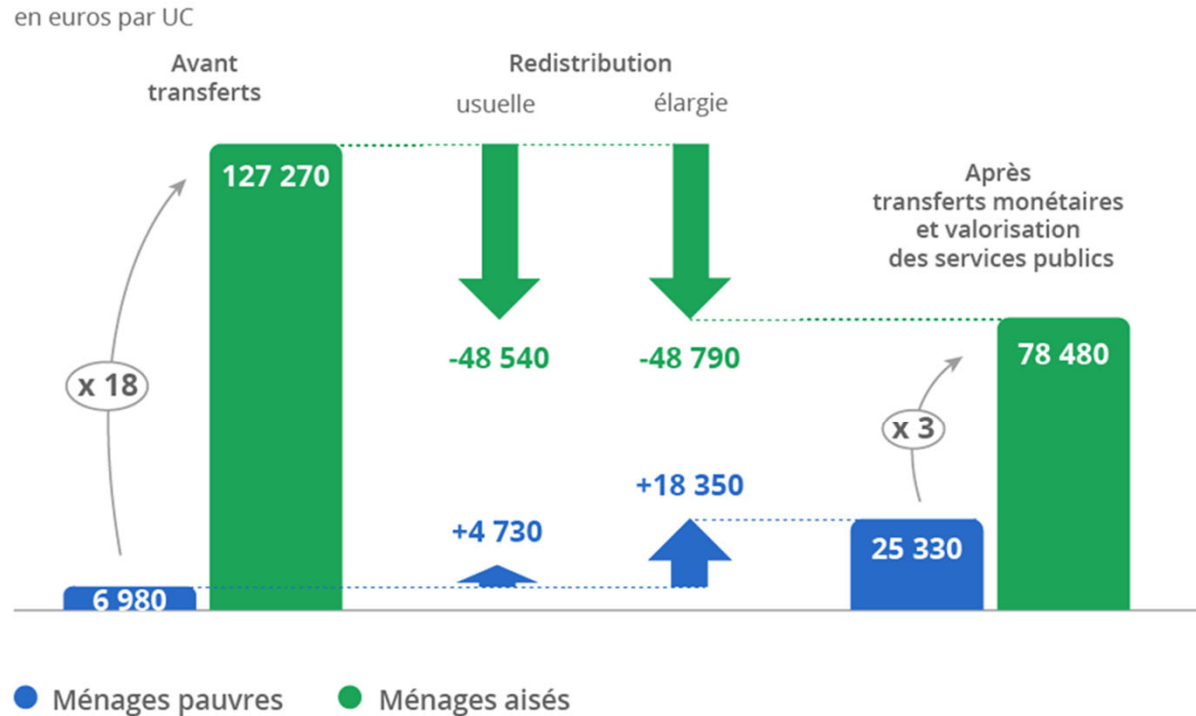 en euros par UC
Avant
transferts
Redistribution
usuelle
élargie
127 270
Après
transferts monétaires
et valorisation
des services publics
-48 540
-48 790
78 480
x 18
x 3
+18 350
+4 730
25 330
6 980
Ménages pauvres
Ménages aisés